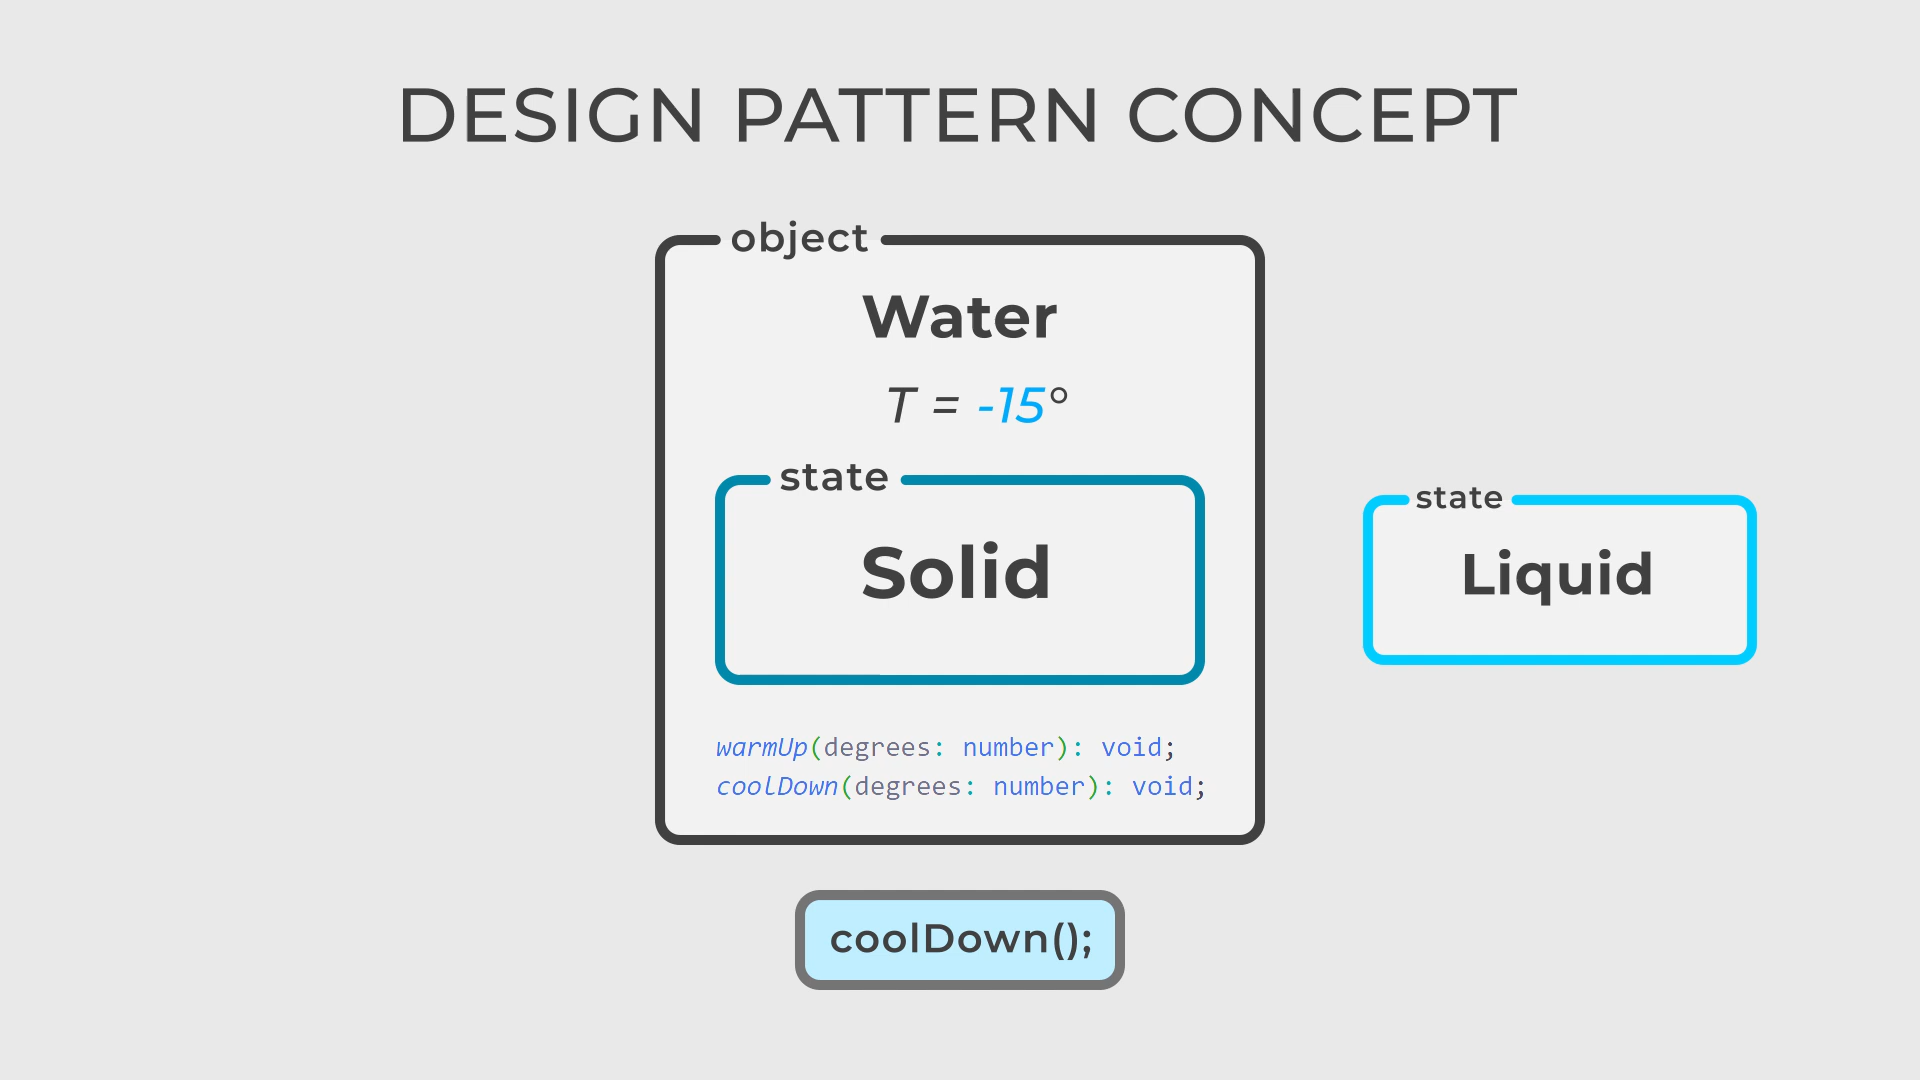 DESIGN PATTERN CONCEPT
object
Water
T = -15°
state
Solid
state
Liquid
warmUp(degrees: number): void;
coolDown(degrees: number): void;
coolDown();